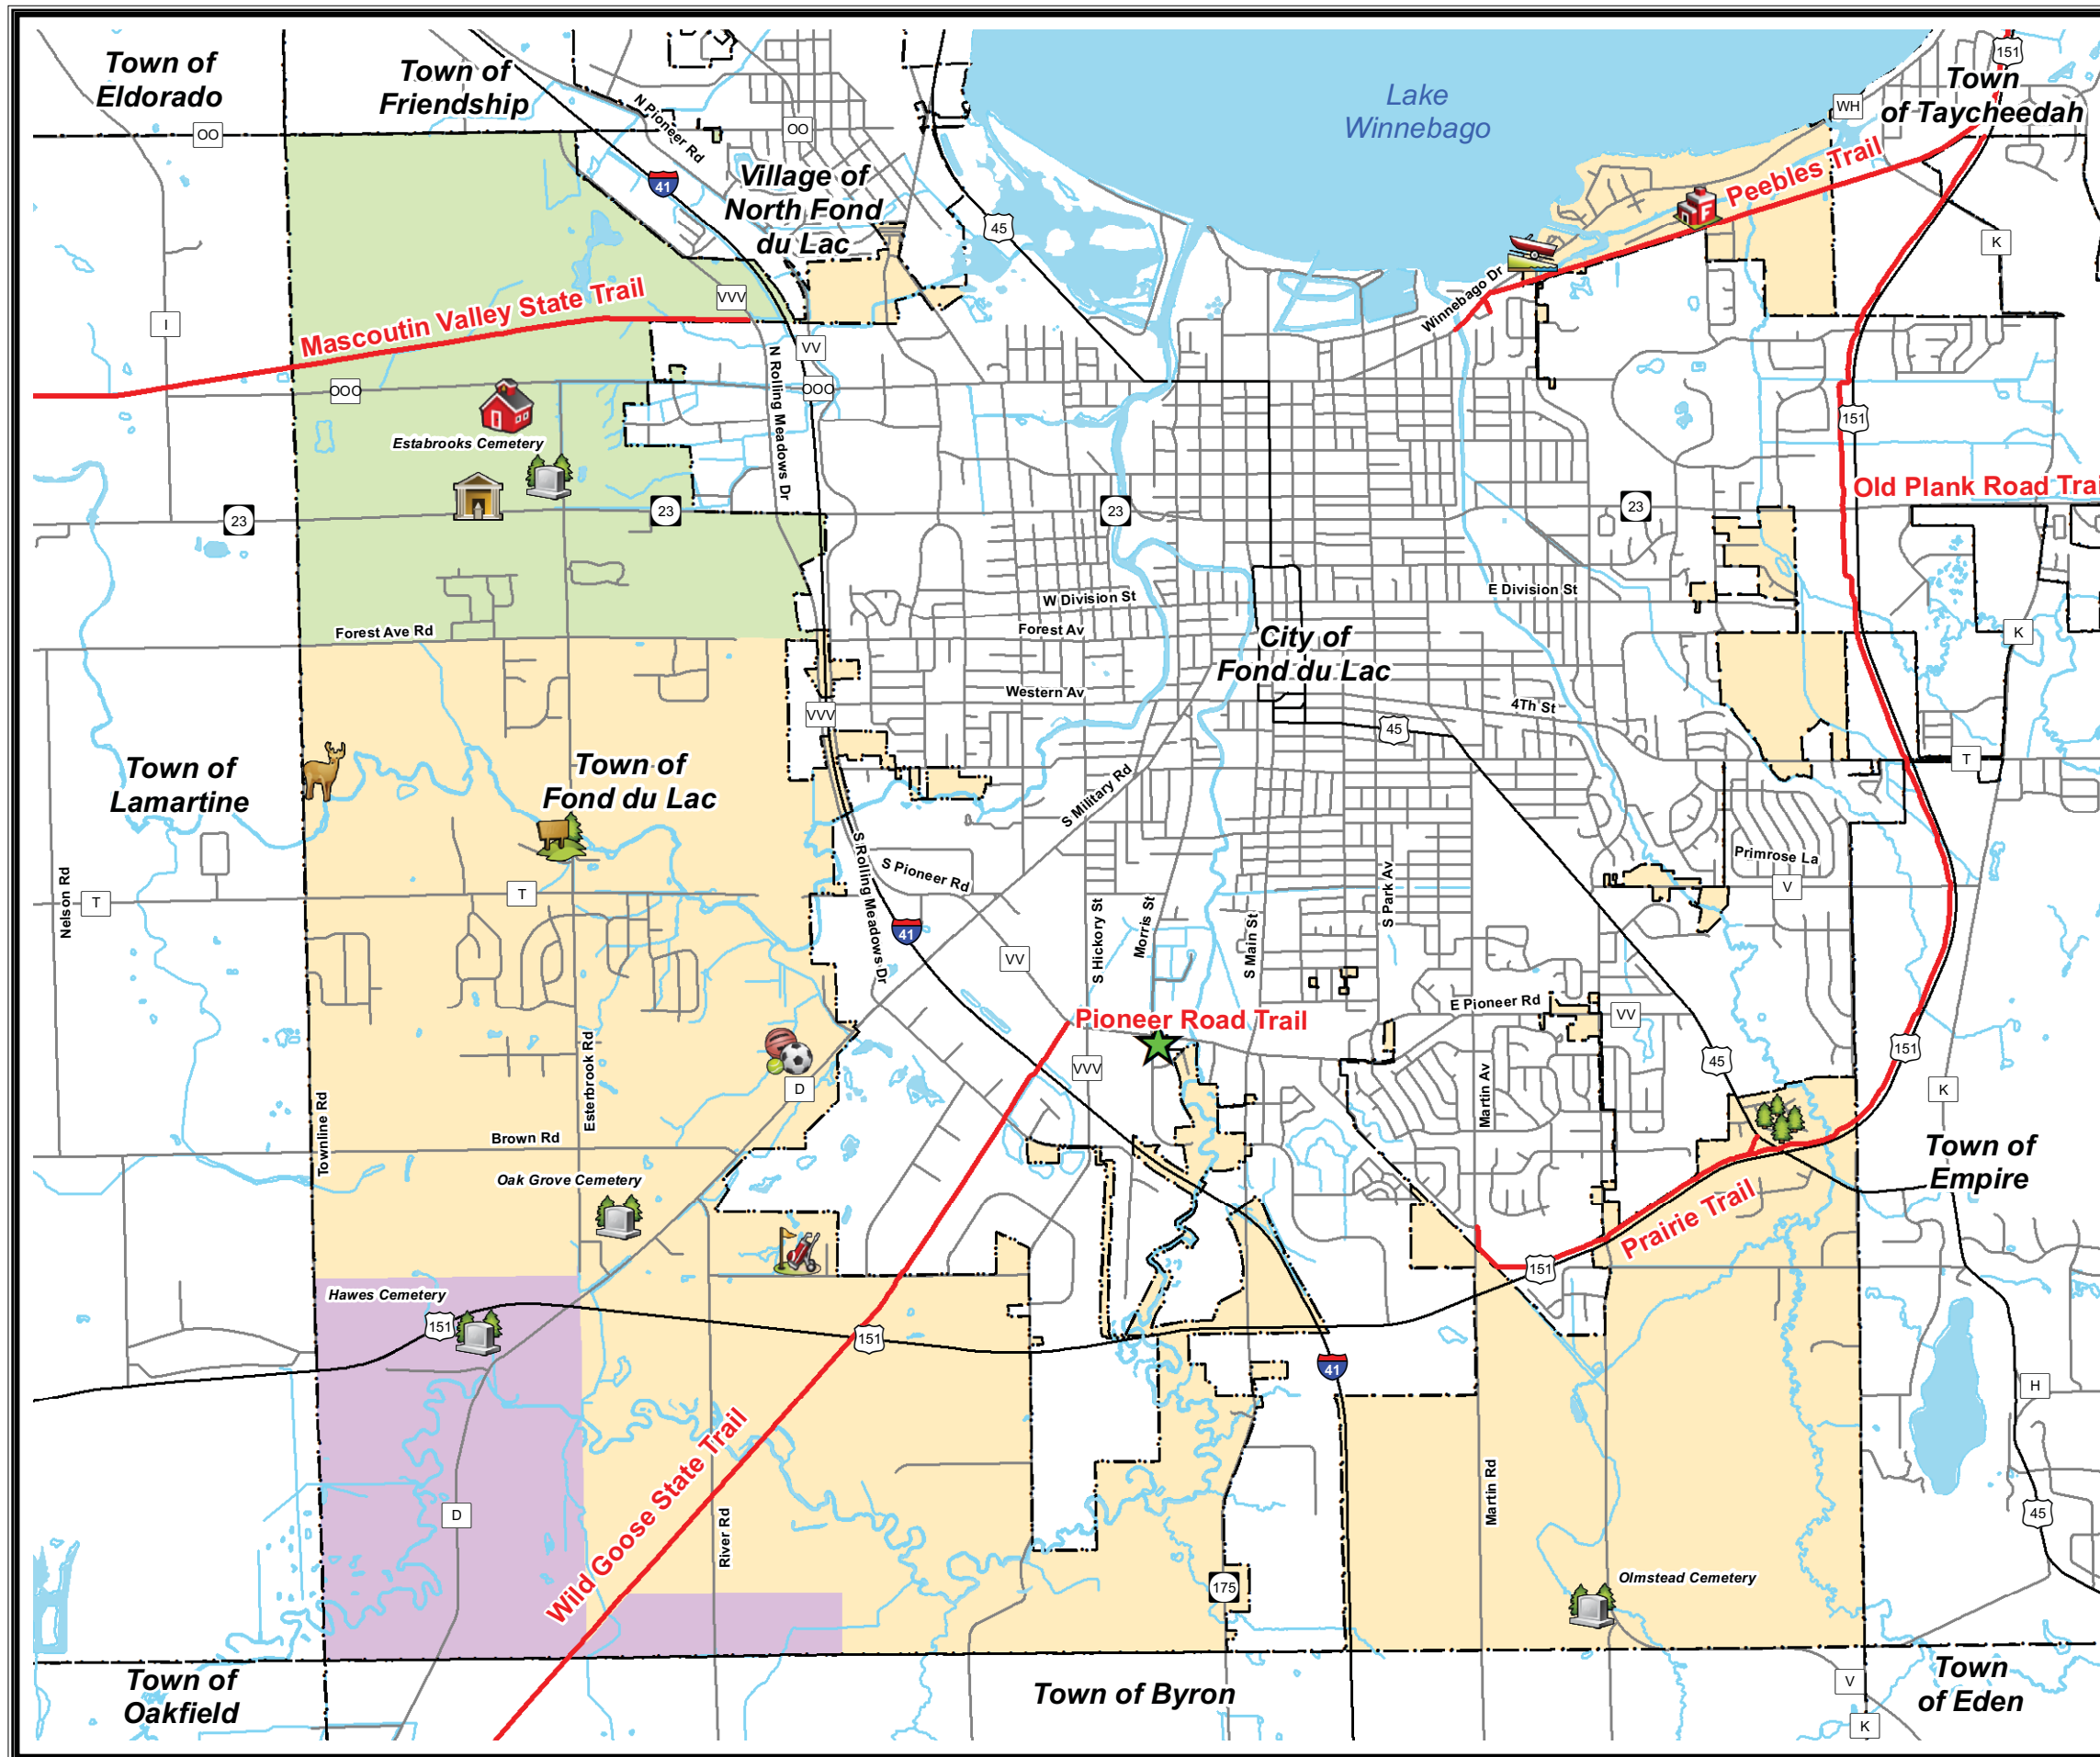 151
Town of
Eldorado
Town of
Friendship
Lake
Winnebago
Town
of Taycheedah
WH
N Pioneer Rd
OO
OO
41
Village of
North Fond
du Lac
Peebles Trail
F
45
K
Mascoutin Valley State Trail
VVV
Winnebago Dr
I
VV
OOO
OOO
N Rolling Meadows Dr
151
Estabrooks Cemetery
Old Plank Road Trai
23
23
23
23
W Division St
E Division St
Forest Ave Rd
Forest Av
K
City of
Fond du Lac
Western Av
4Th St
VVV
45
T
Town of
Lamartine
Town of
Fond du Lac
S Military Rd
S Rolling Meadows Dr
S Pioneer Rd
Primrose La
V
Nelson Rd
T
T
S Park Av
41
S Hickory St
Morris St
S Main St
VV
E Pioneer Rd
VV
Pioneer Road Trail
Esterbrook Rd
45
151
VVV
D
K
Townline Rd
Martin Av
Brown Rd
Town of
Empire
Oak Grove Cemetery
Prairie Trail
151
Hawes Cemetery
151
151
41
H
Wild Goose State Trail
Martin Rd
D
River Rd
45
175
Olmstead Cemetery
Town of
Oakfield
Town of Byron
V
Town
of Eden
K